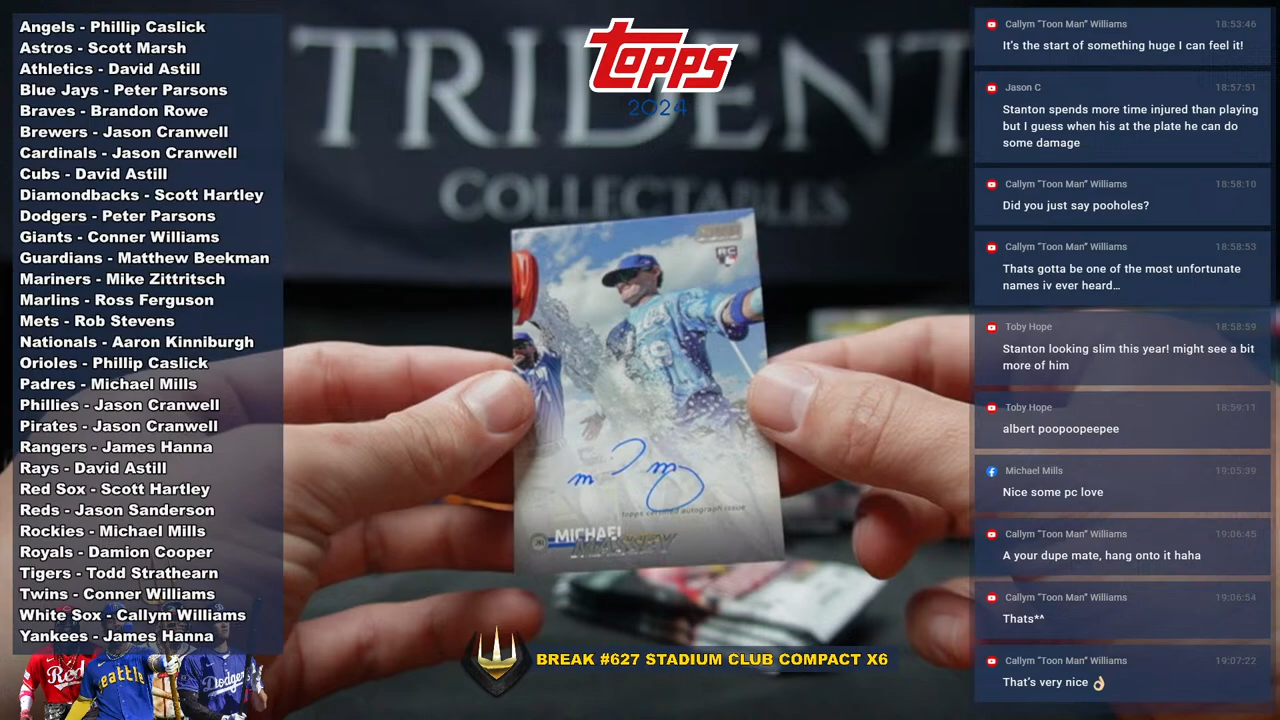 Angels - Phillip Caslick
Astros - Scott Marsh
Athletics - David Astill
Blue Jays - Peter Parsons
Braves - Brandon Rowe
Brewers - Jason Cranwell
Cardinals - Jason Cranwell
Cubs - David Astill
Diamondbacks - Scott Hartley
Dodgers - Peter Parsons
Giants - Conner Williams
Guardians - Matthew Beekman
Mariners - Mike Zittritsch
Marlins - Ross Ferguson
Mets - Rob Stevens
Nationals - Aaron Kinniburgh
Orioles - Phillip Caslick
Padres - Michael Mills
Phillies - Jason Cranwell
Pirates - Jason Cranwell
Rangers - James Hanna
Rays - David Astill
Red Sox - Scott Hartley
Reds - Jason Sanderson
Rockies - Michael Mills
Royals - Damion Cooper
Tigers - Todd Strathearn
Twins - Conner Williams
White Sox - Callym Williams
Yankees - James Hanna
Reds
Seattle
Dodgers
topps
2024
TRIDENT
COLLECTABLES
RC
topps certified autograph issue
MICHAEL
MASSEY
BREAK #627 STADIUM CLUB COMPACT X6
Callym "Toon Man" Williams 18:53:46
It's the start of something huge I can feel it!
Jason C 18:57:51
Stanton spends more time injured than playing
but I guess when his at the plate he can do
some damage
Callym "Toon Man" Williams 18:58:10
Did you just say pooholes?
Callym "Toon Man" Williams 18:58:53
Thats gotta be one of the most unfortunate
names iv ever heard...
Toby Hope 18:58:59
Stanton looking slim this year! might see a bit
more of him
Toby Hope 18:59:11
albert poopoopeepee
Michael Mills 19:05:39
Nice some pc love
Callym "Toon Man" Williams 19:06:45
A your dupe mate, hang onto it haha
Callym "Toon Man" Williams 19:06:54
Thats*^
Callym "Toon Man" Williams 19:07:22
That's very nice 👌🏻